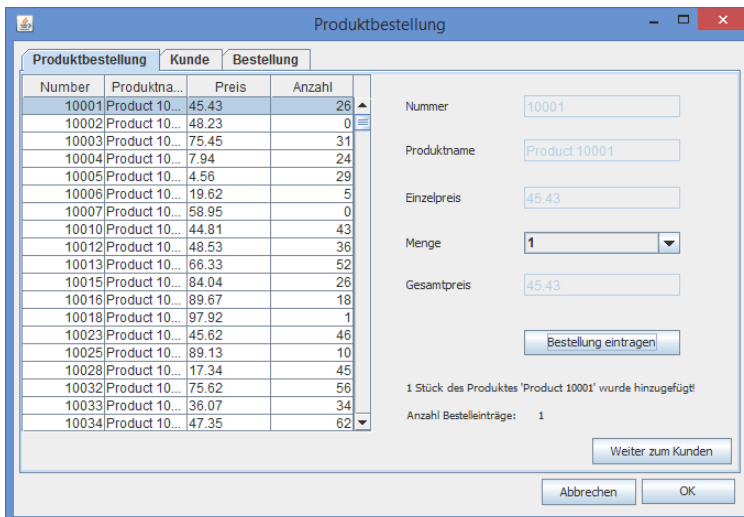 Produktbestellung
Produktbestellung Kunde Bestellung
Number Produktna... Preis Anzahl
10001 Product 10... 45.43 26
10002 Product 10... 48.23 0
10003 Product 10... 75.45 31
10004 Product 10... 7.94 24
10005 Product 10... 4.56 29
10006 Product 10... 19.62 5
10007 Product 10... 58.95 0
10010 Product 10... 44.81 43
10012 Product 10... 48.53 36
10013 Product 10... 66.33 52
10015 Product 10... 84.04 26
10016 Product 10... 89.67 18
10018 Product 10... 97.92 1
10023 Product 10... 45.62 46
10025 Product 10... 89.13 10
10028 Product 10... 17.34 45
10032 Product 10... 75.62 56
10033 Product 10... 36.07 34
10034 Product 10... 47.35 62
Nummer 10001
Produktname Product 10001
Einzelpreis 45.43
Menge 1
Gesamtpreis 45.43
Bestellung eintragen
1 Stück des Produktes 'Product 10001' wurde hinzugefügt!
Anzahl Bestelleinträge: 1
Weiter zum Kunden
Abbrechen OK